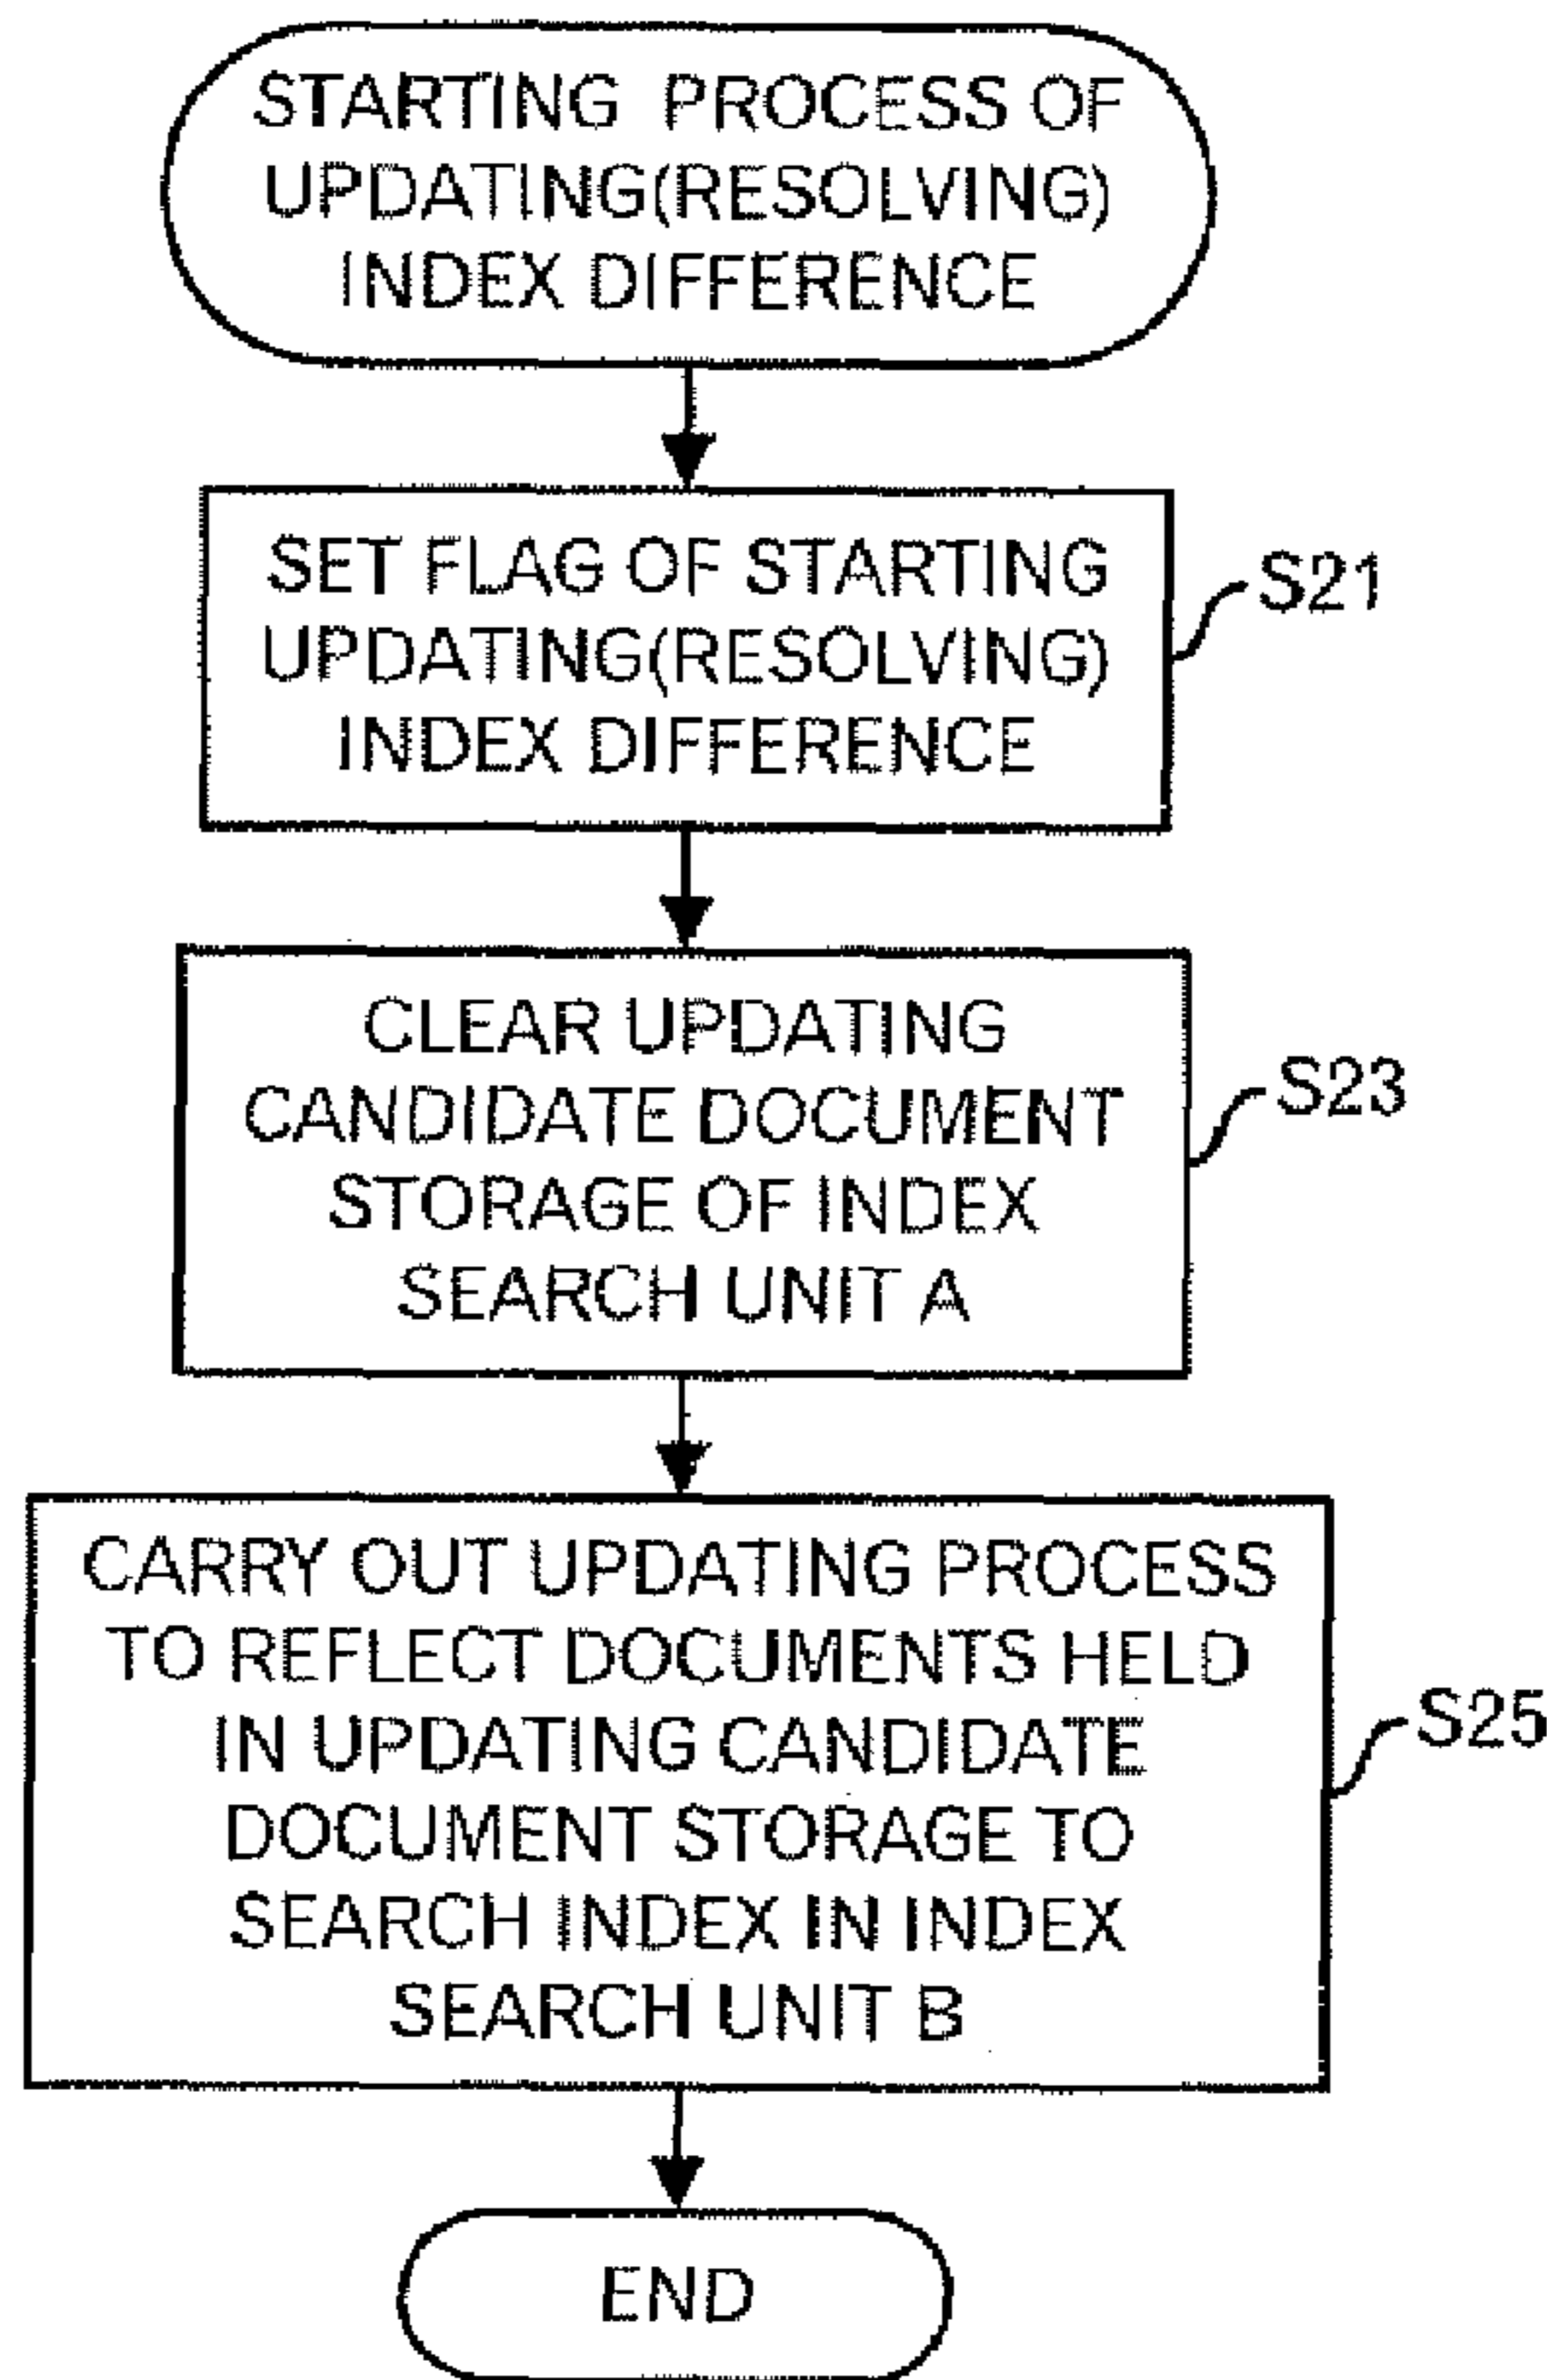 STARTING PROCESS OF
UPDATING(RESOLVING)
INDEX DIFFERENCE
SET FLAG OF STARTING
UPDATING(RESOLVING)
INDEX DIFFERENCE
S21
CLEAR UPDATING
CANDIDATE DOCUMENT
STORAGE OF INDEX
SEARCH UNIT A
S23
CARRY OUT UPDATING PROCESS
TO REFLECT DOCUMENTS HELD
IN UPDATING CANDIDATE
DOCUMENT STORAGE TO
SEARCH INDEX IN INDEX
SEARCH UNIT B
S25
END